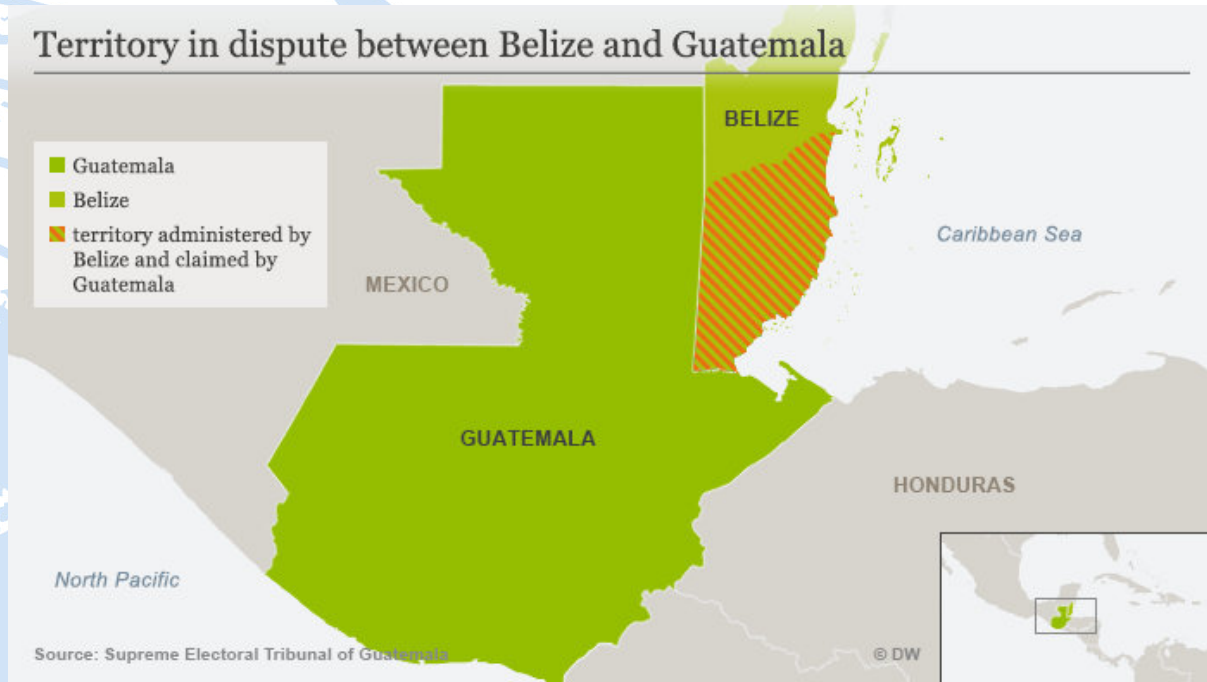 Territory in dispute between Belize and Guatemala
BELIZE
Guatemala
Belize
territory administered by
Belize and claimed by
Guatemala
Caribbean Sea
MEXICO
GUATEMALA
HONDURAS
North Pacific
Source: Supreme Electoral Tribunal of Guatemala
© DW